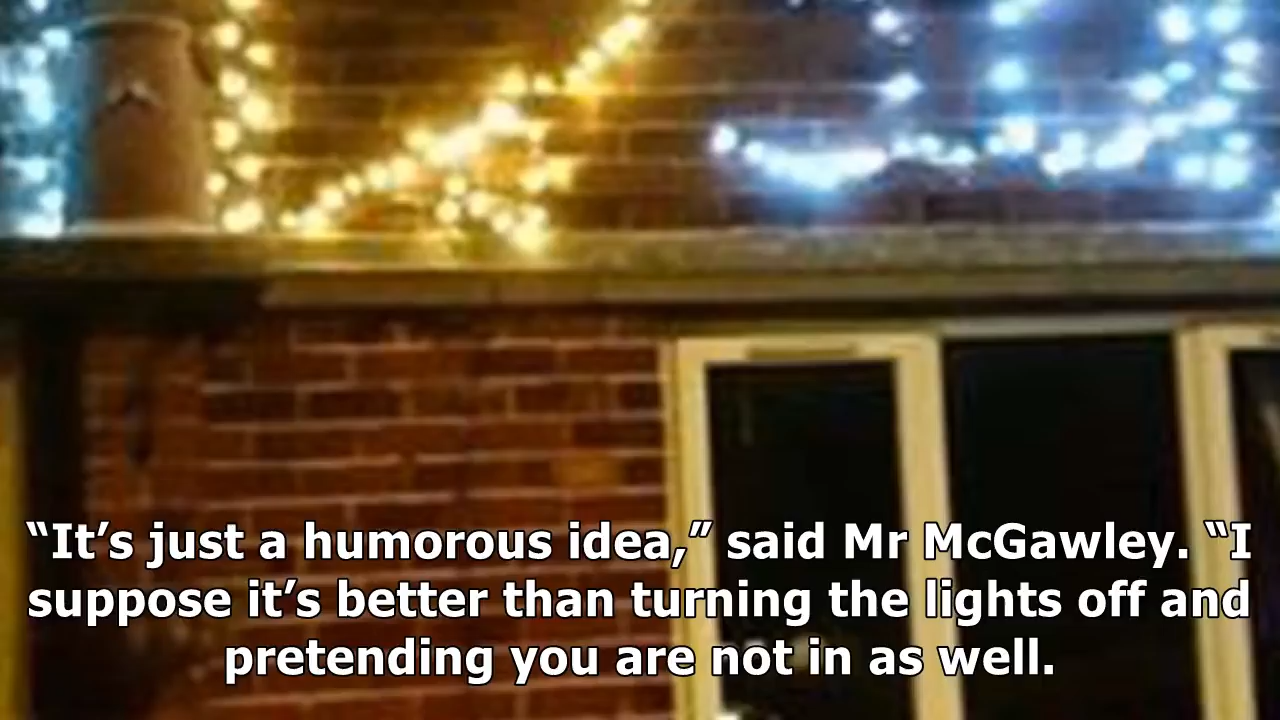 “It’s just a humorous idea,” said Mr McGawley. “I
suppose it’s better than turning the lights off and
pretending you are not in as well.